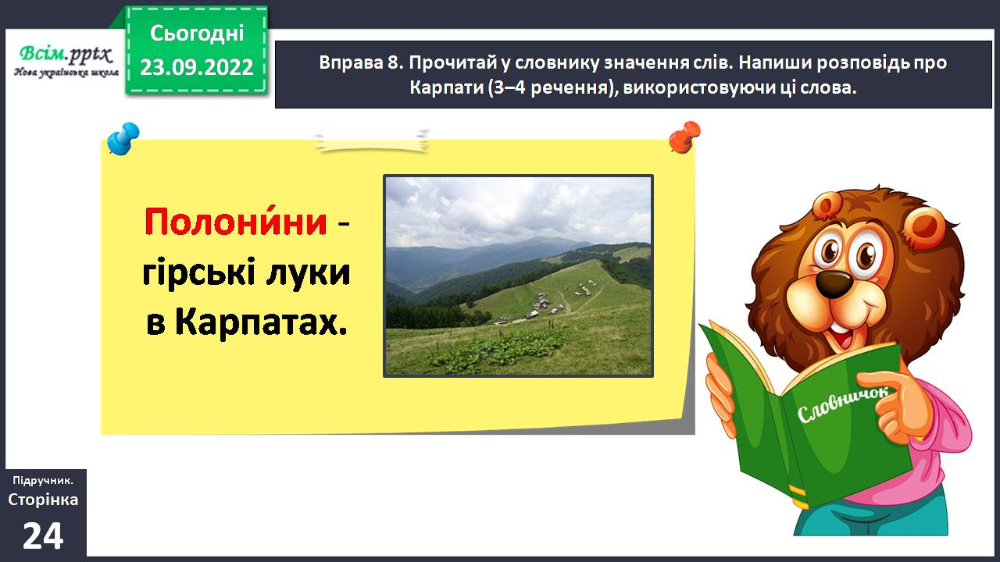 Всім.pptx
Нова українська школа
Сьогодні
23.09.2022
Вправа 8. Прочитай у словнику значення слів. Напиши розповідь про
Карпати (3–4 речення), використовуючи ці слова.
Полони́ни -
гірські луки
в Карпатах.
Словничок
Підручник.
Сторінка
24